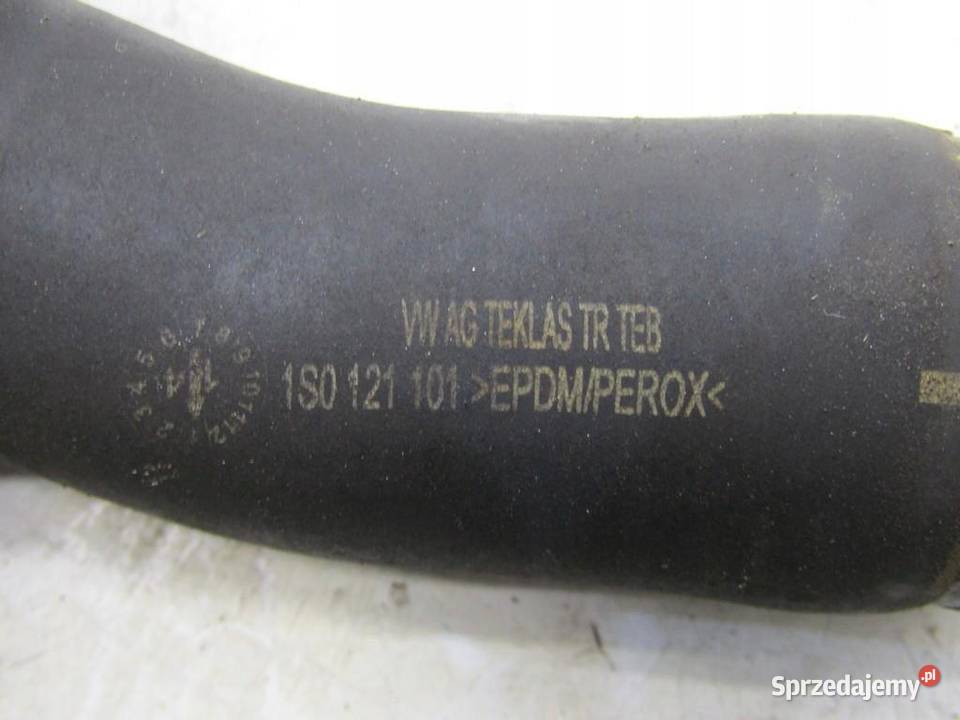 VW AG TEKLAS TR TEB
1S0 121 101 >EPDM/PEROX<
Sprzedajemy.pl